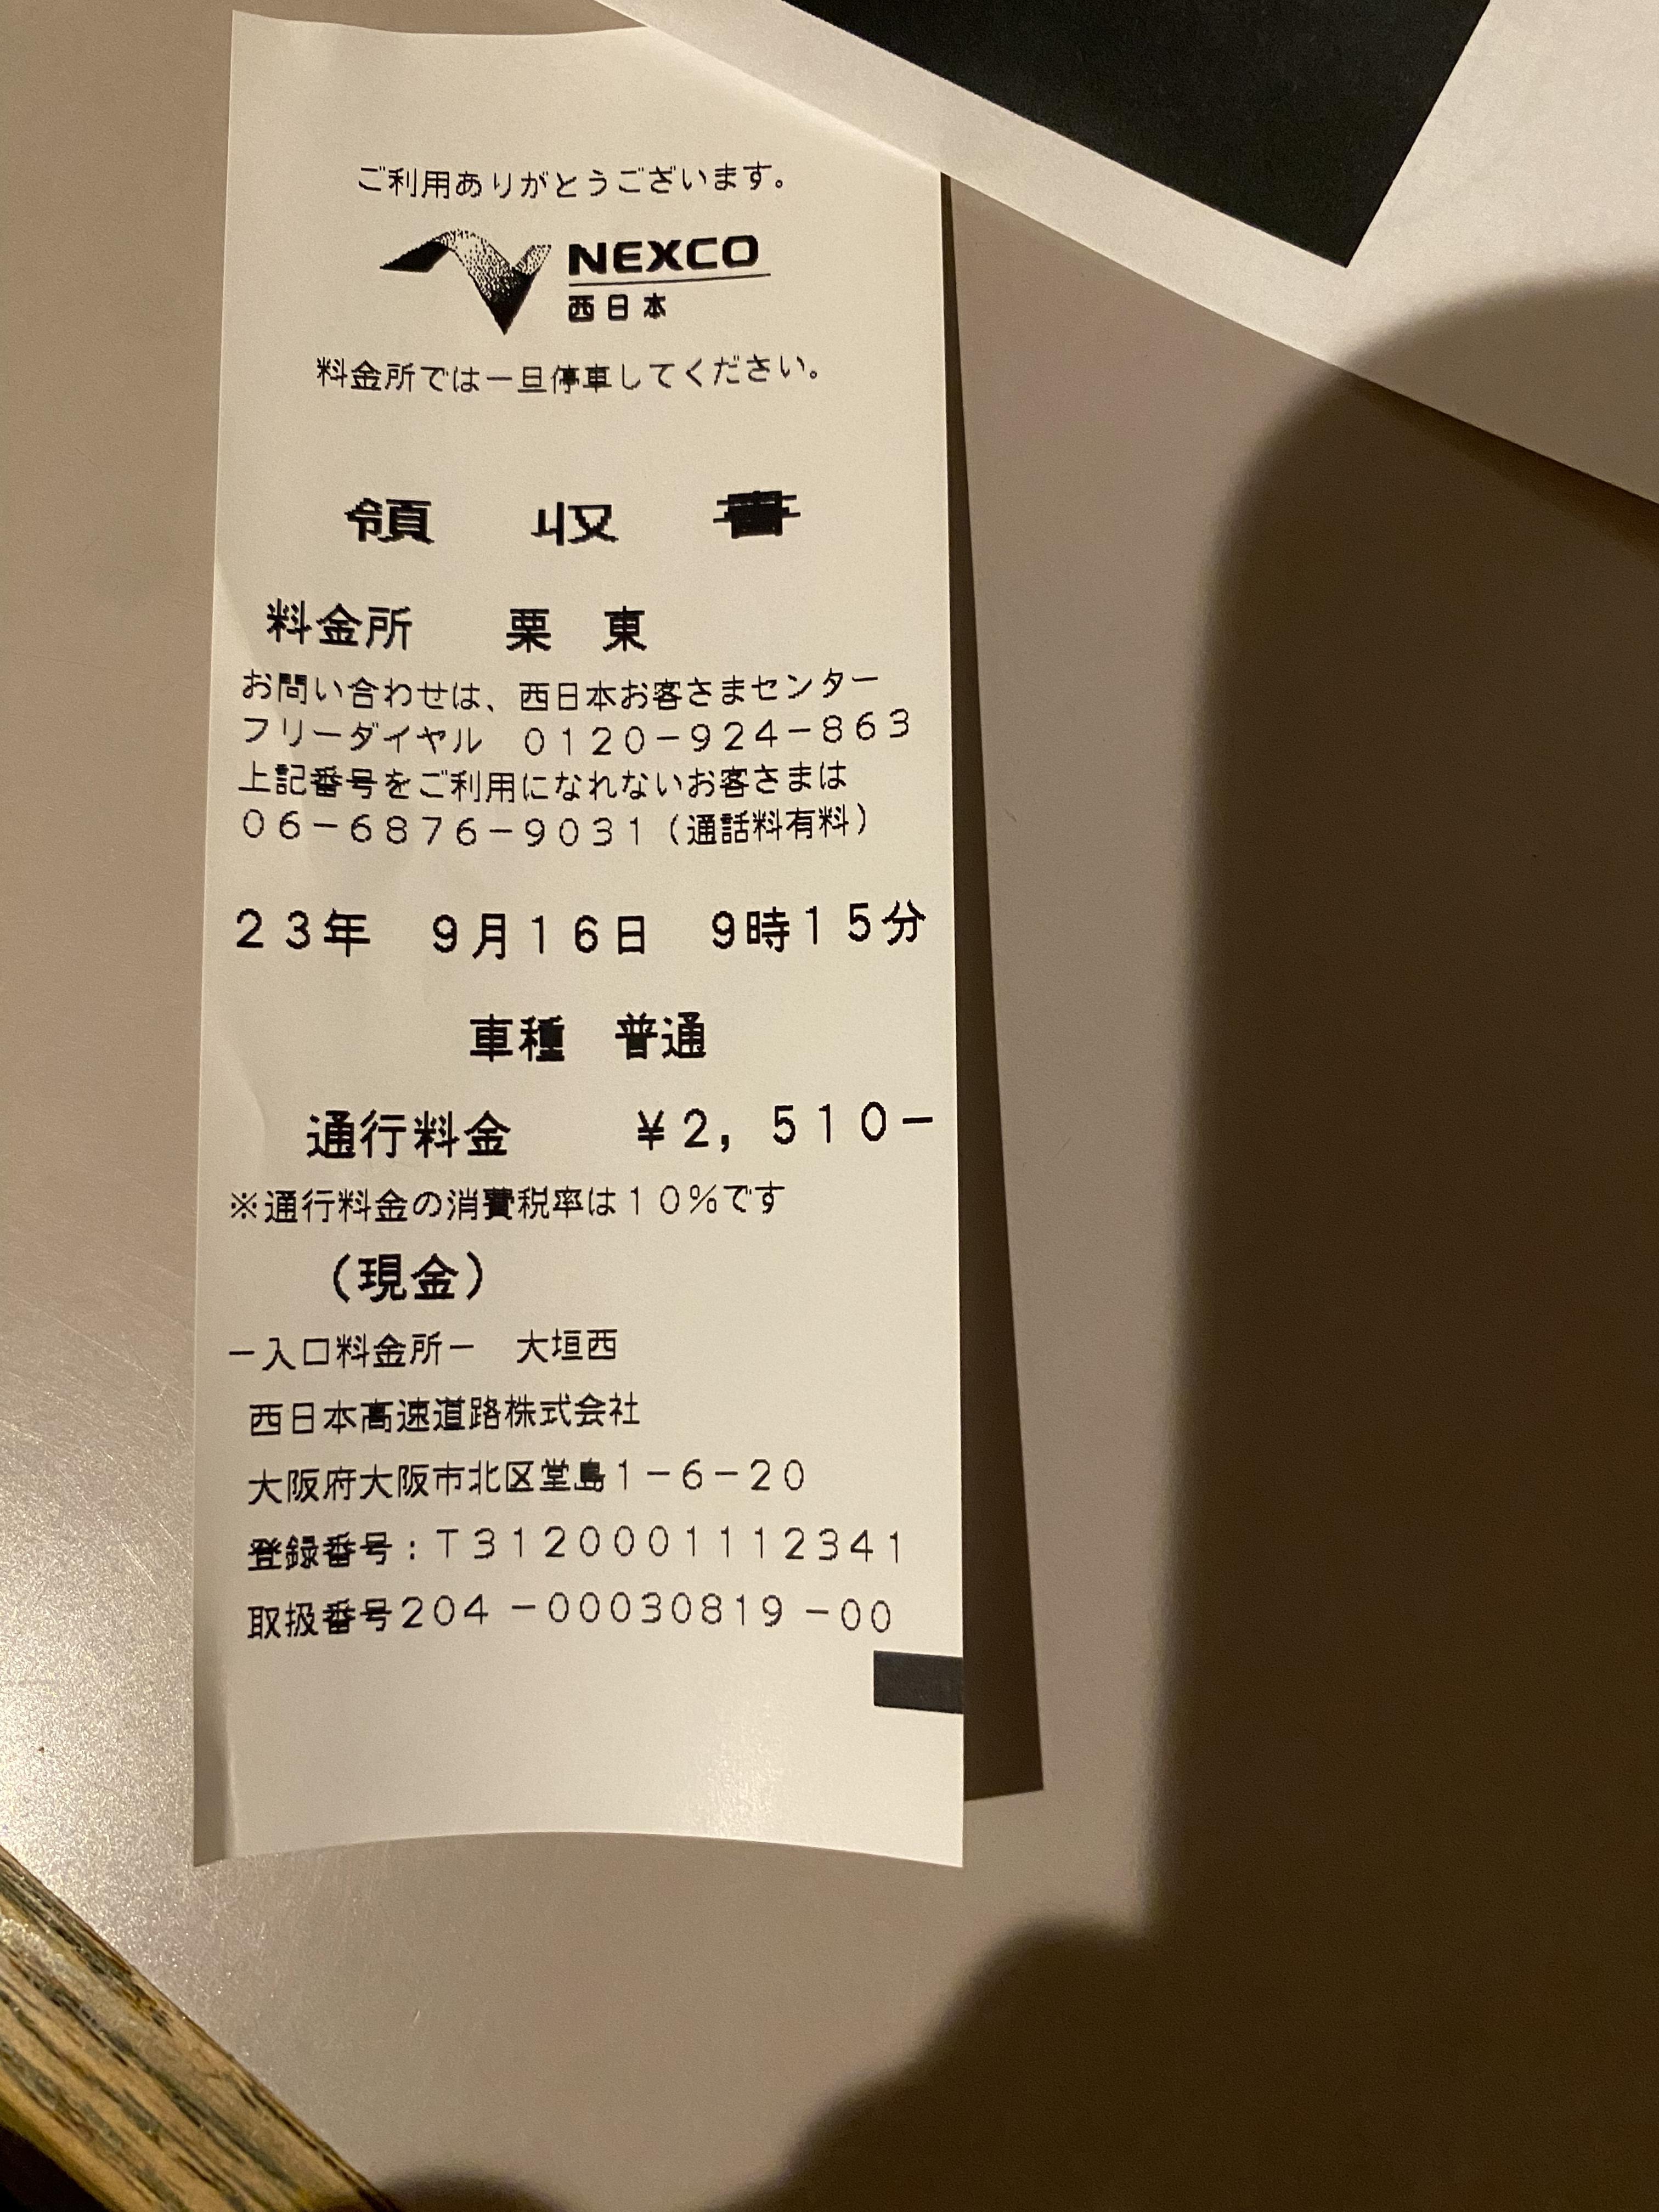 ご利用ありがとうございます。
NEXCO
西日本
料金所では一旦停車してください。
領 収 書
料金所 栗 東
お問い合わせは、西日本お客さまセンター
フリーダイヤル 0120-924-863
上記番号をご利用になれないお客さまは
06-6876-9031(通話料有料)
23年 9月16日 9時15分
車種 普通
通行料金 ¥2,510-
※通行料金の消費税率は10%です
(現金)
-入口料金所- 大垣西
西日本高速道路株式会社
大阪府大阪市北区堂島1-6-20
登録番号:T3120001112341
取扱番号204-00030819-00